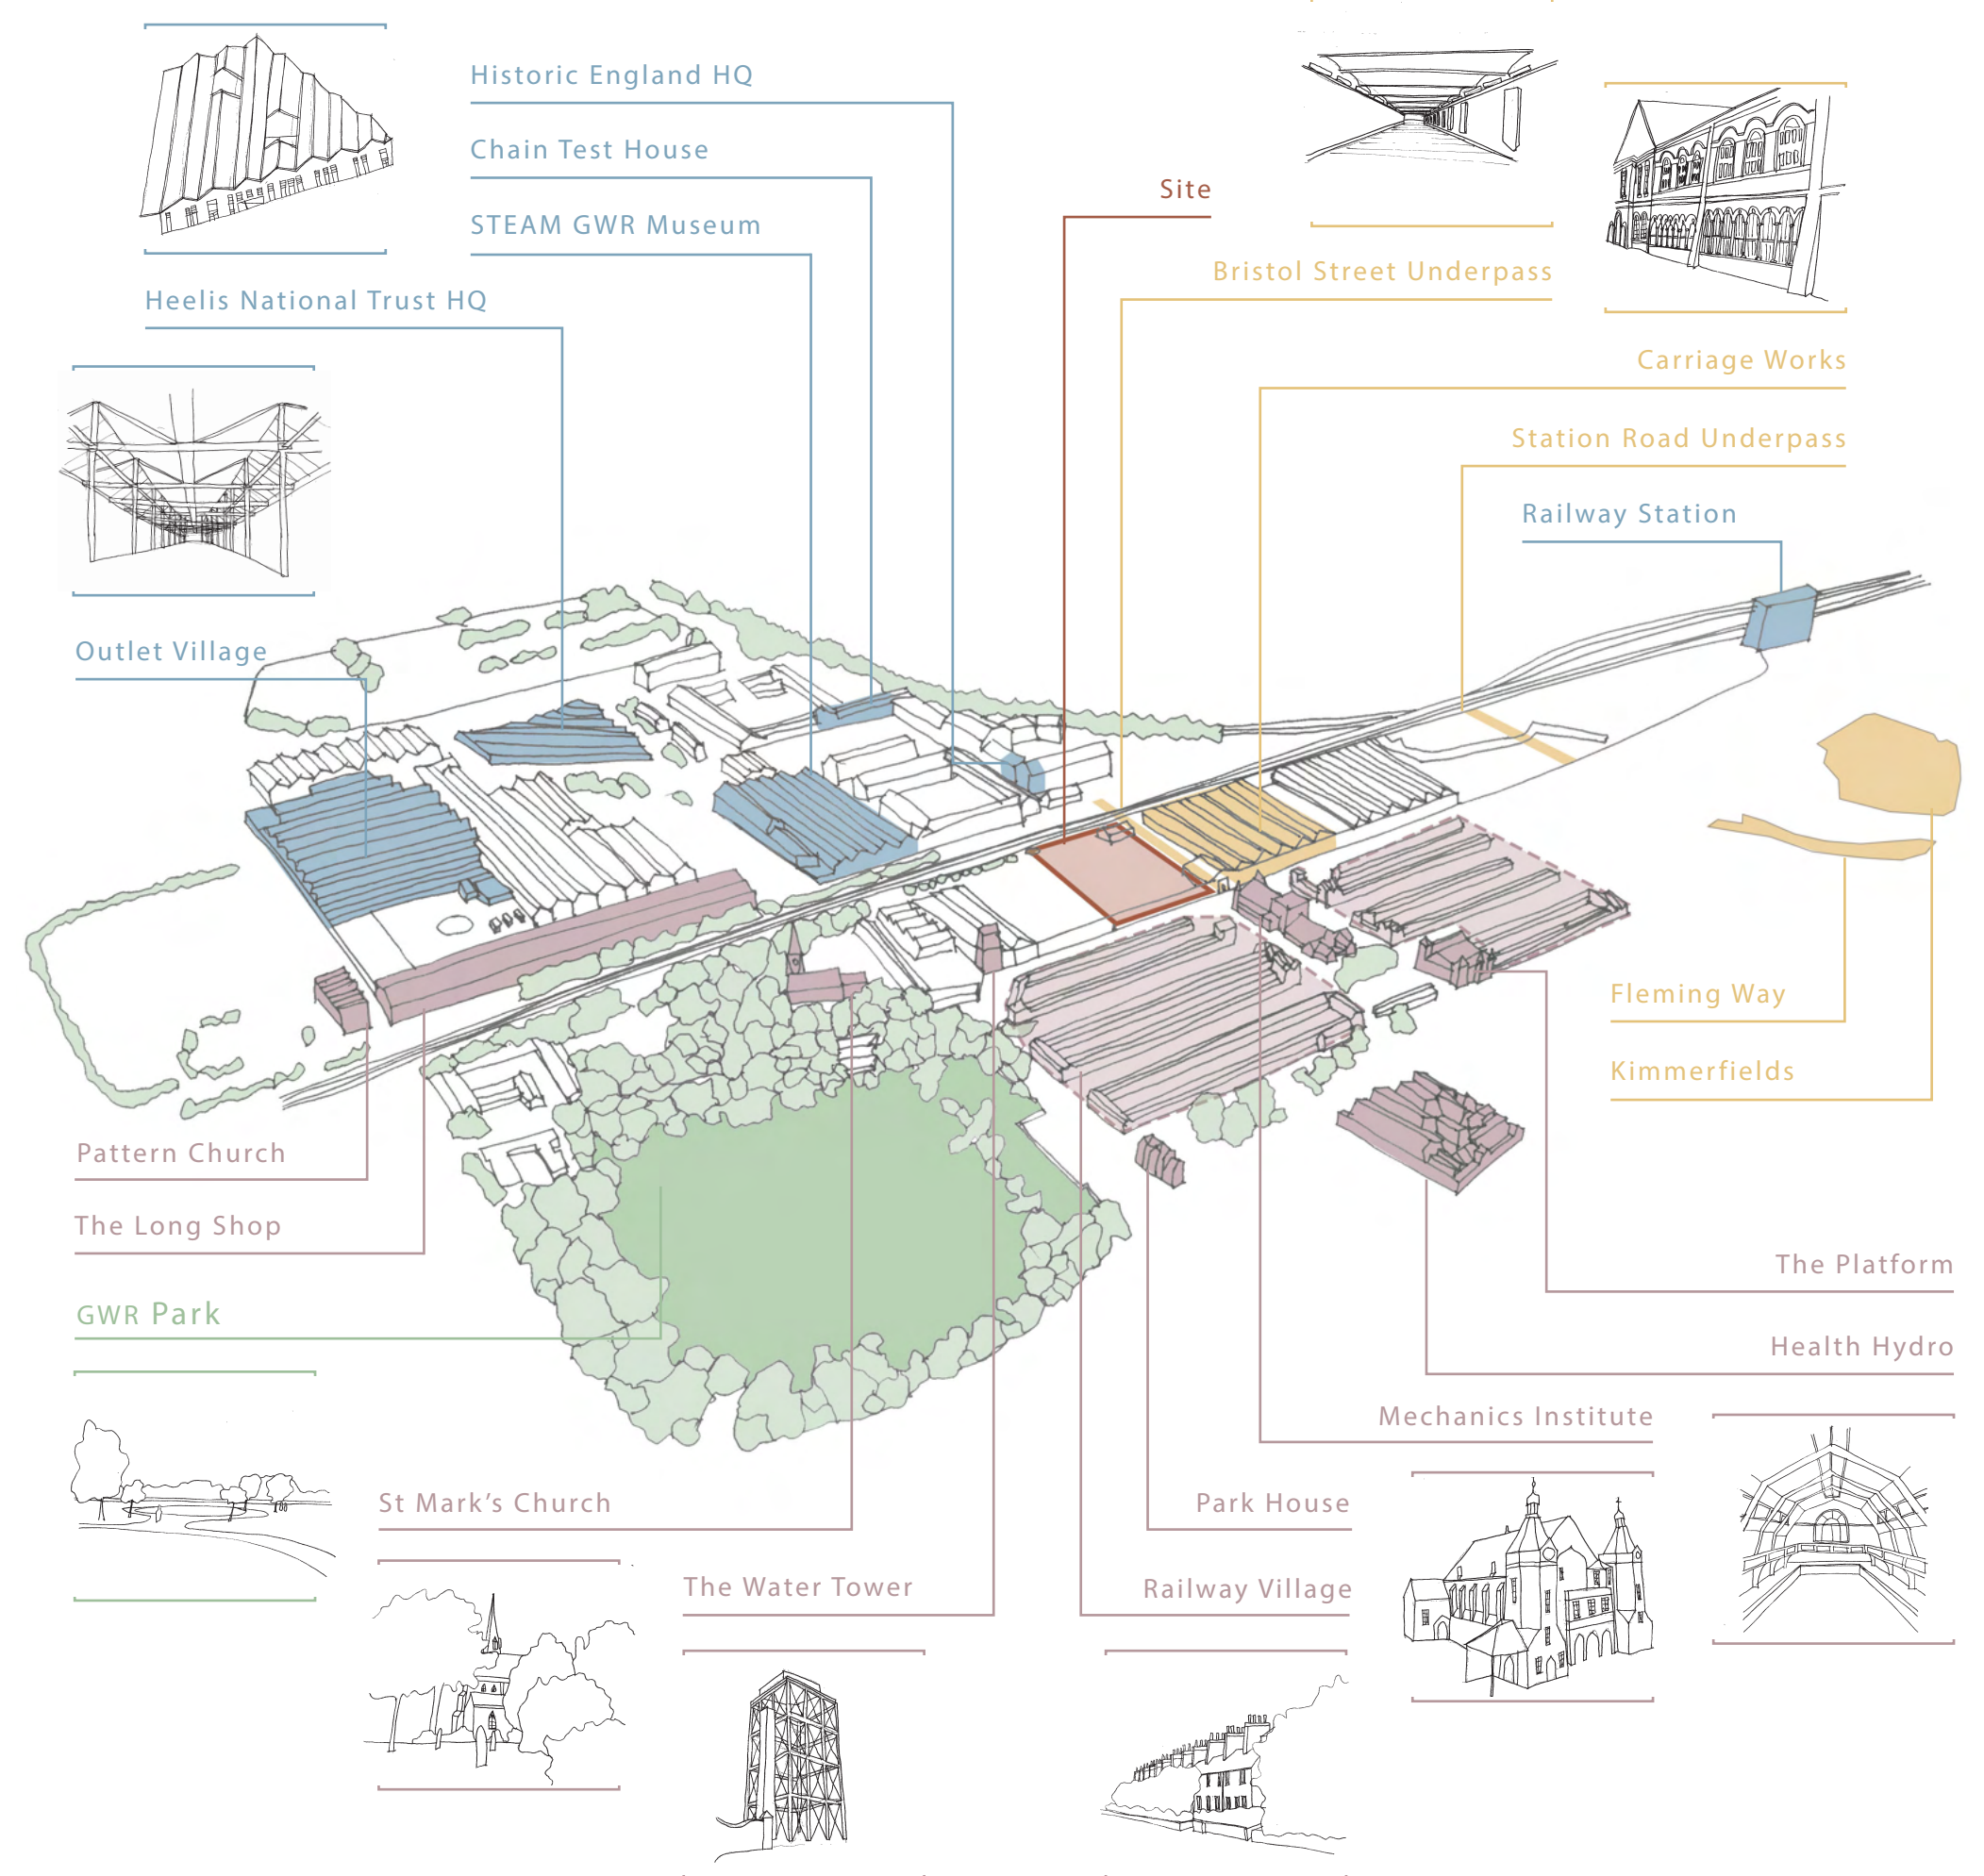 Historic England HQ
Chain Test House
STEAM GWR Museum
Heelis National Trust HQ
Outlet Village
Site
Bristol Street Underpass
Carriage Works
Station Road Underpass
Railway Station
Fleming Way
Kimmerfields
Pattern Church
The Long Shop
GWR Park
The Platform
Health Hydro
Mechanics Institute
St Mark’s Church
Park House
The Water Tower
Railway Village